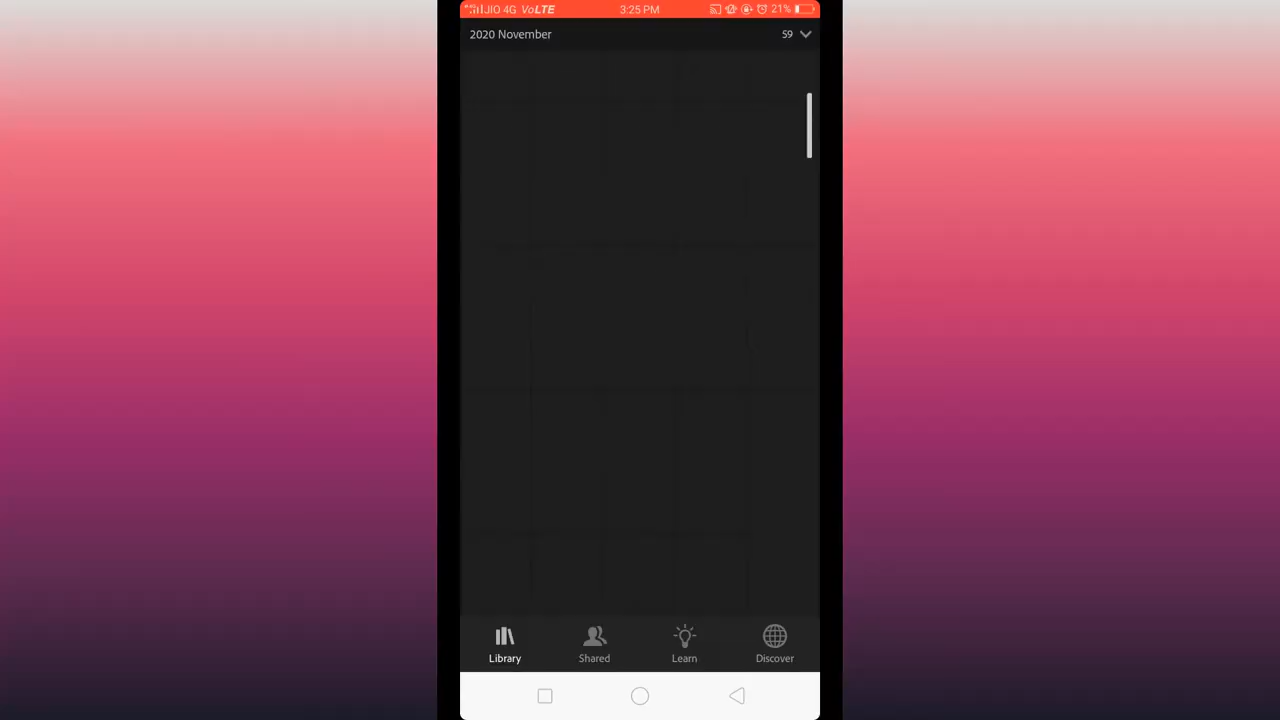 JIO 4G VoLTE 3:25 PM 21%
2020 November 59
Library Shared Learn Discover